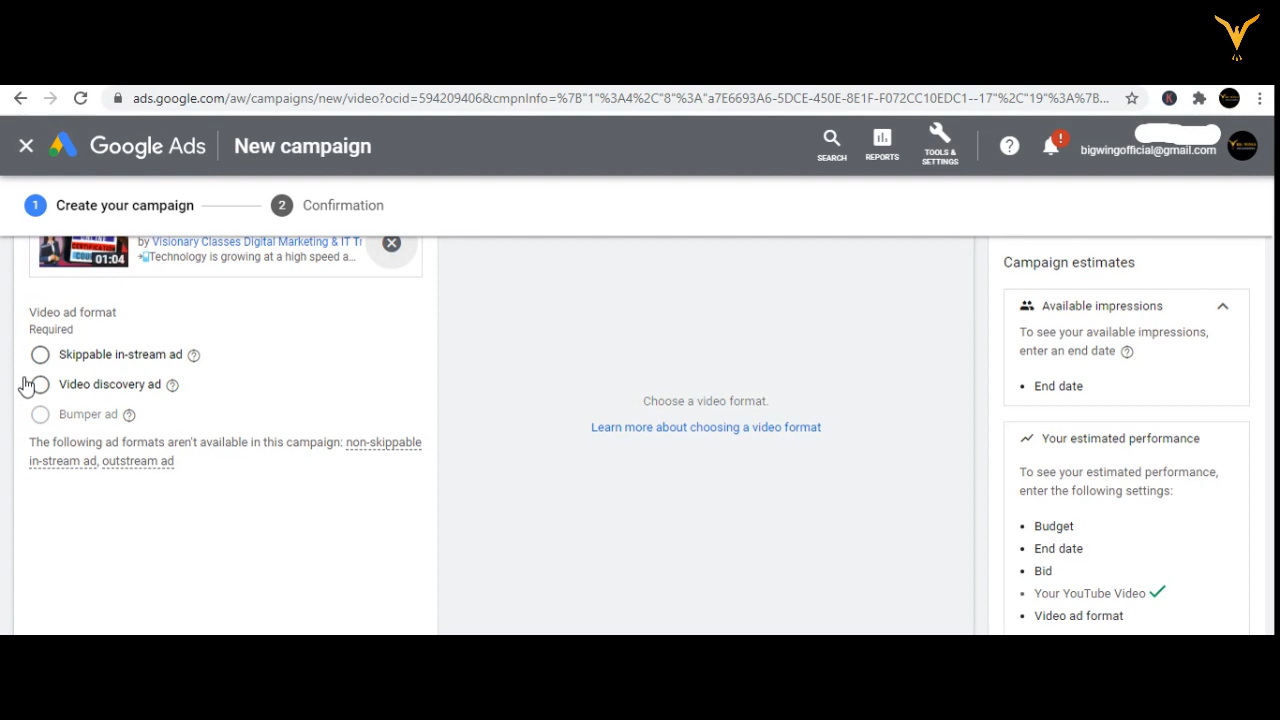 ads.google.com/aw/campaigns/new/video?ocid=594209406&cmpnInfo=%7B"1"%3A4%2C"8"%3A"a7E6693A6-5DCE-450E-8E1F-F072CC10EDC1--17"%2C"19"%3A%7B...
Google Ads
New campaign
SEARCH
REPORTS
TOOLS &
SETTINGS
bigwingofficial@gmail.com
1 Create your campaign
2 Confirmation
by Visionary Classes Digital Marketing & IT Tr
Technology is growing at a high speed a...
01:04
Video ad format
Required
Skippable in-stream ad
Video discovery ad
Bumper ad
The following ad formats aren't available in this campaign: non-skippable
in-stream ad, outstream ad
Choose a video format.
Learn more about choosing a video format
Campaign estimates
Available impressions
To see your available impressions,
enter an end date
• End date
Your estimated performance
To see your estimated performance,
enter the following settings:
• Budget
• End date
• Bid
• Your YouTube Video
• Video ad format